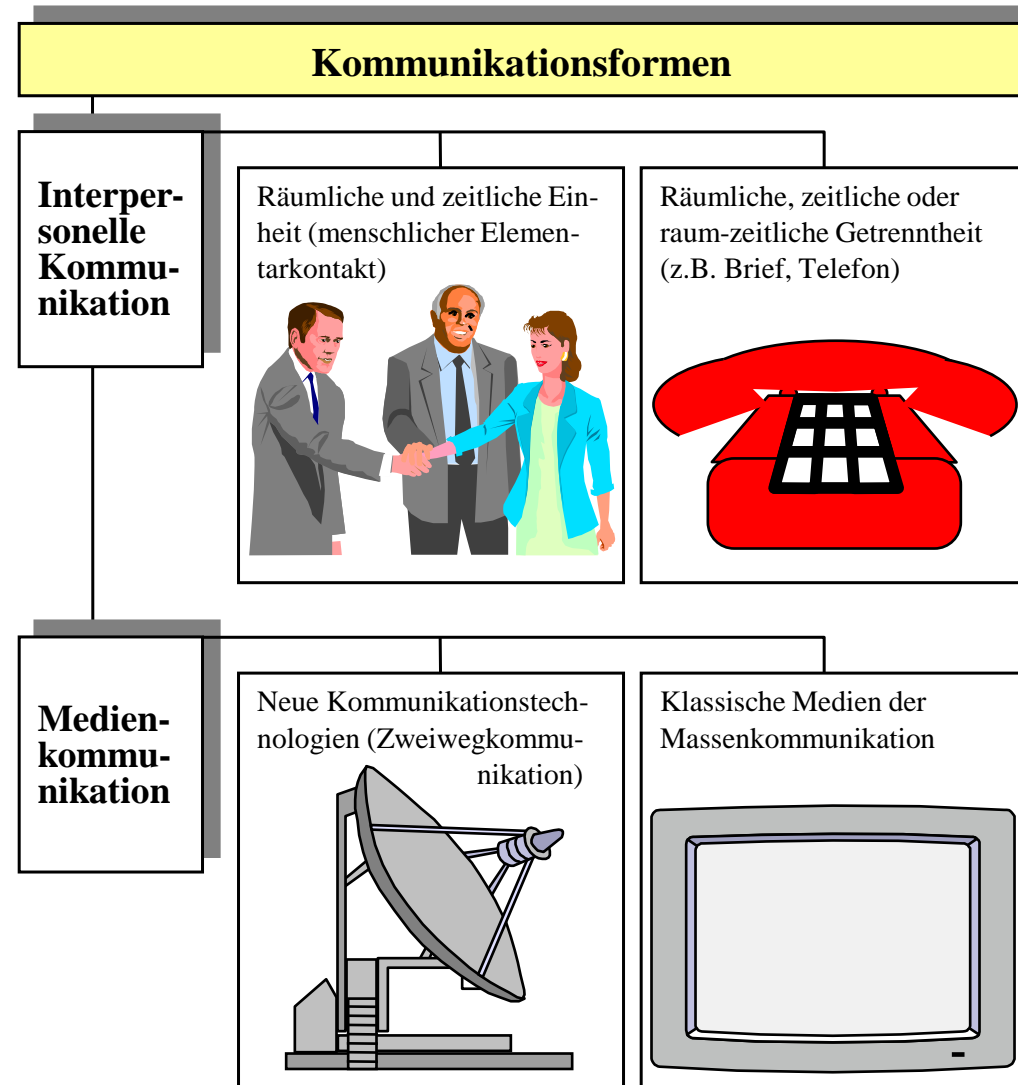 Kommunikationsformen
Interper-
sonelle
Kommu-
nikation
Räumliche und zeitliche Ein-
heit (menschlicher Elemen-
tarkontakt)
Räumliche, zeitliche oder
raum-zeitliche Getrenntheit
(z.B. Brief, Telefon)
Medien-
kommu-
nikation
Neue Kommunikationstech-
nologien (Zweiwegkommu-
nikation)
Klassische Medien der
Massenkommunikation